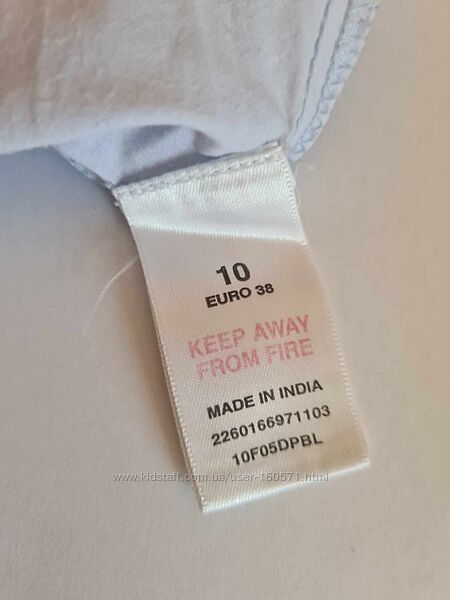 10
EURO 38
KEEP AWAY
FROM FIRE
MADE IN INDIA
2260166971103
10F05DPBL
www.kidstaff.com.ua/user-160571.html